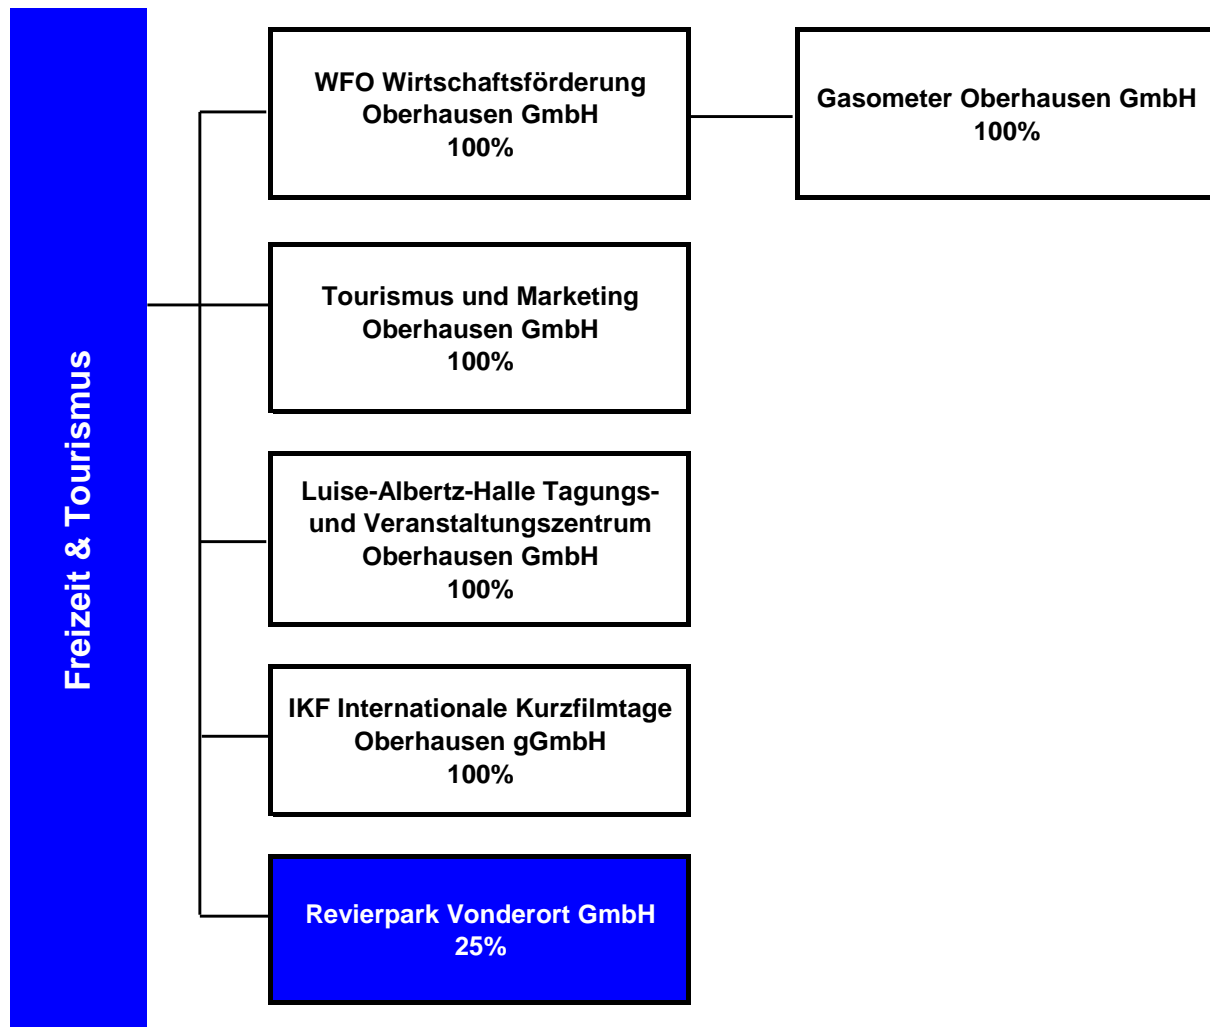 Freizeit & Tourismus
WFO Wirtschaftsförderung
Oberhausen GmbH
100%
Gasometer Oberhausen GmbH
100%
Tourismus und Marketing
Oberhausen GmbH
100%
Luise-Albertz-Halle Tagungs-
und Veranstaltungszentrum
Oberhausen GmbH
100%
IKF Internationale Kurzfilmtage
Oberhausen gGmbH
100%
Revierpark Vonderort GmbH
25%